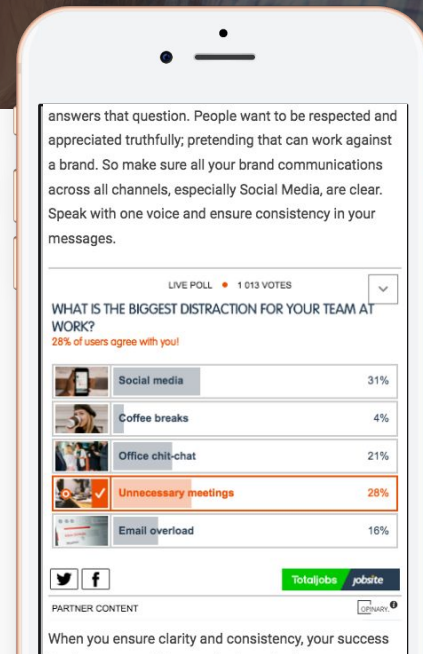 answers that question. People want to be respected and
appreciated truthfully; pretending that can work against
a brand. So make sure all your brand communications
across all channels, especially Social Media, are clear.
Speak with one voice and ensure consistency in your
messages.
LIVE POLL • 1 013 VOTES
WHAT IS THE BIGGEST DISTRACTION FOR YOUR TEAM AT
WORK?
28% of users agree with you!
Social media 31%
Coffee breaks 4%
Office chit-chat 21%
Unnecessary meetings 28%
Email overload 16%
Totaljobs jobsite
PARTNER CONTENT OPINARY.
When you ensure clarity and consistency, your success